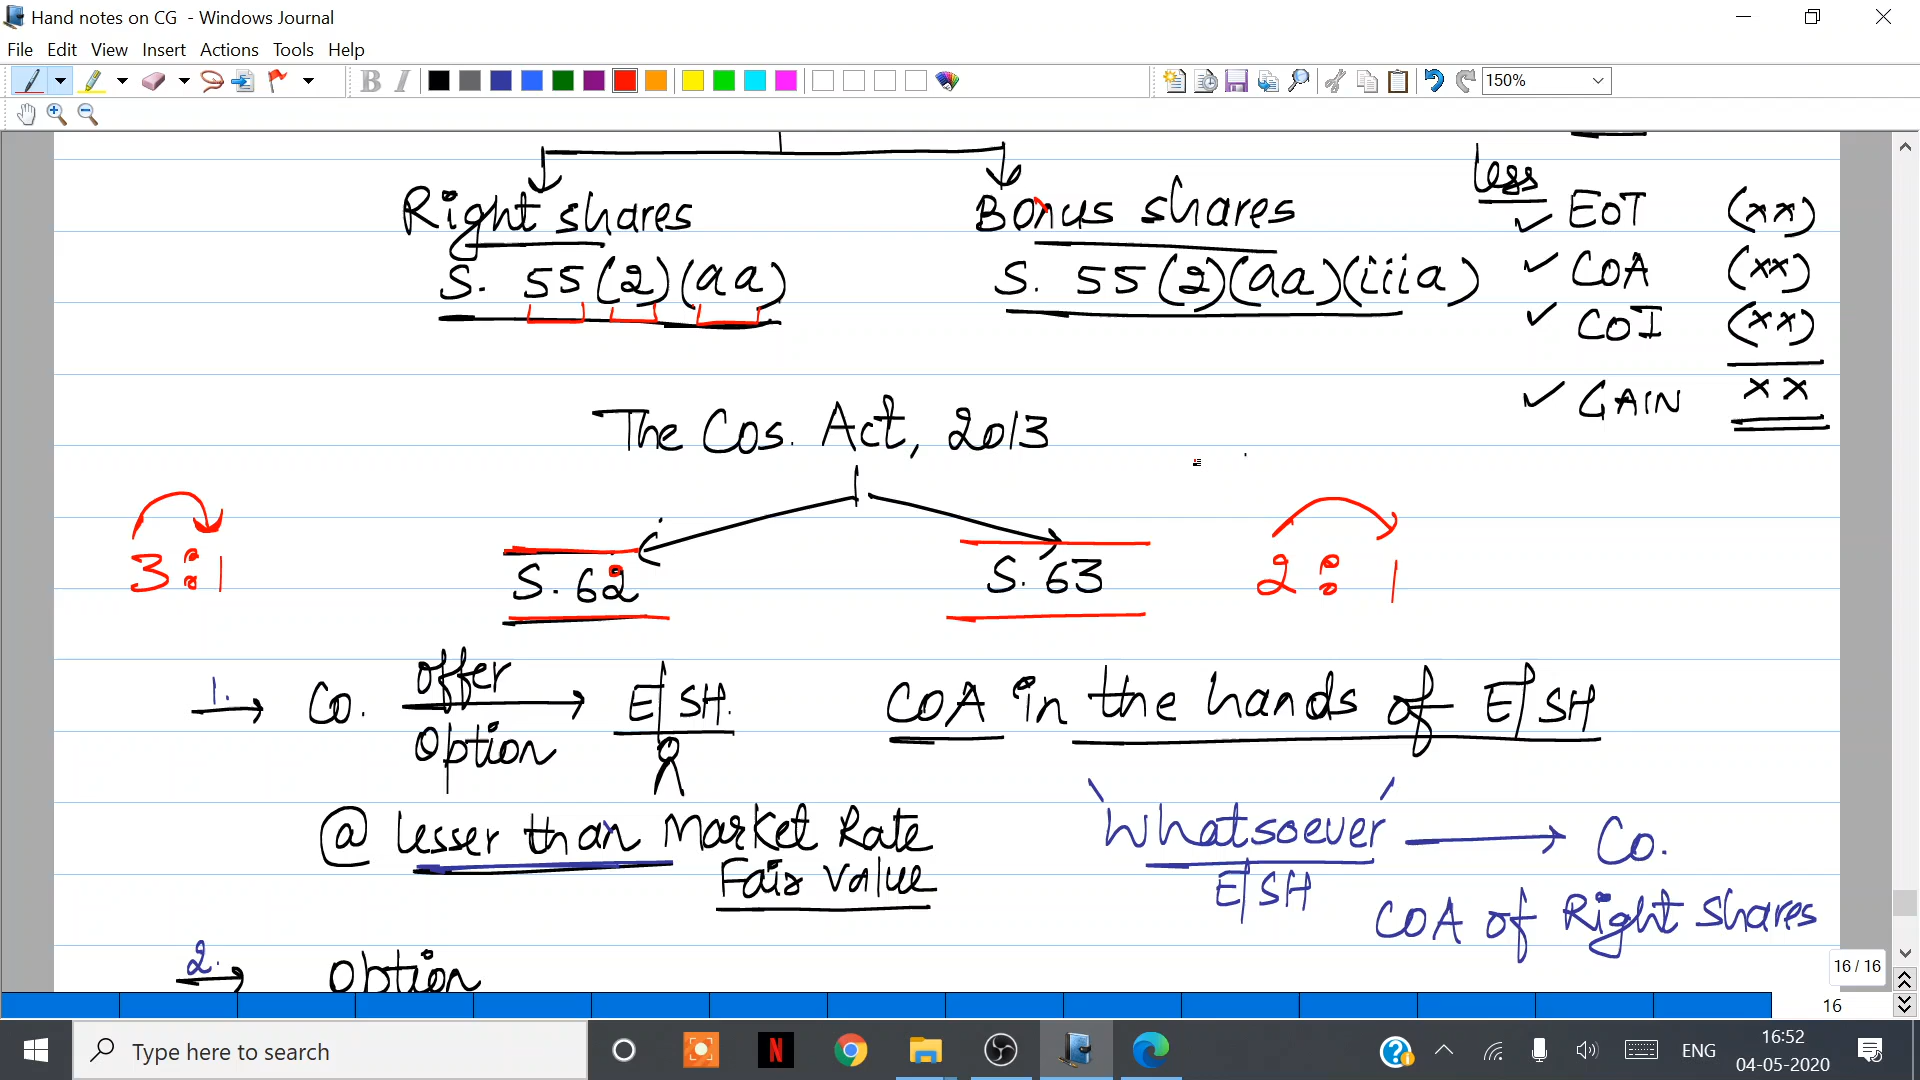 Hand notes on CG - Windows Journal
File Edit View Insert Actions Tools Help
B I
150%
Right shares
S. 55(2)(aa)
Bonus shares
S. 55(2)(aa)(iiia)
less
EOT (xx)
COA (xx)
COI (xx)
GAIN xx
The Cos. Act, 2013
3:1
S. 62
S. 63
2:1
1. Co. offer E/SH.
Option
@ lesser than Market Rate
Fair Value
COA in the hands of E/SH
'Whatsoever' Co.
E/SH
COA of Right Shares
2. Option
16 / 16
16
Type here to search
N
ENG
16:52
04-05-2020